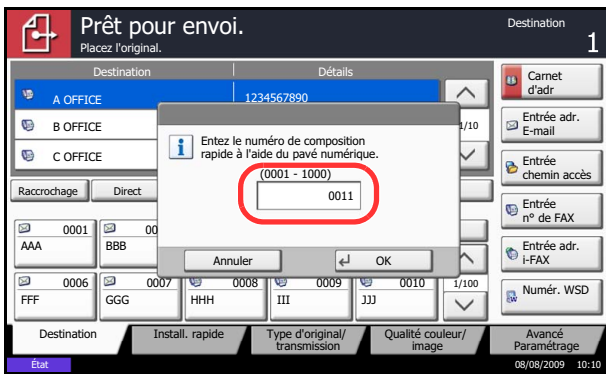 Prêt pour envoi.
Placez l'original.
Destination
1
Destination
Détails
A OFFICE
1234567890
B OFFICE
C OFFICE
1/10
Entez le numéro de composition
rapide à l'aide du pavé numérique.
(0001 - 1000)
0011
Annuler
OK
Raccrochage
Direct
0001
AAA
00
BBB
0006
FFF
0007
GGG
0008
HHH
0009
III
0010
JJJ
1/100
Carnet
d'adr
Entrée adr.
E-mail
Entrée
chemin accès
Entrée
n° de FAX
Entrée adr.
i-FAX
Numér. WSD
Destination
Install. rapide
Type d'original/
transmission
Qualité couleur/
image
Avancé
Paramétrage
État
08/08/2009 10:10